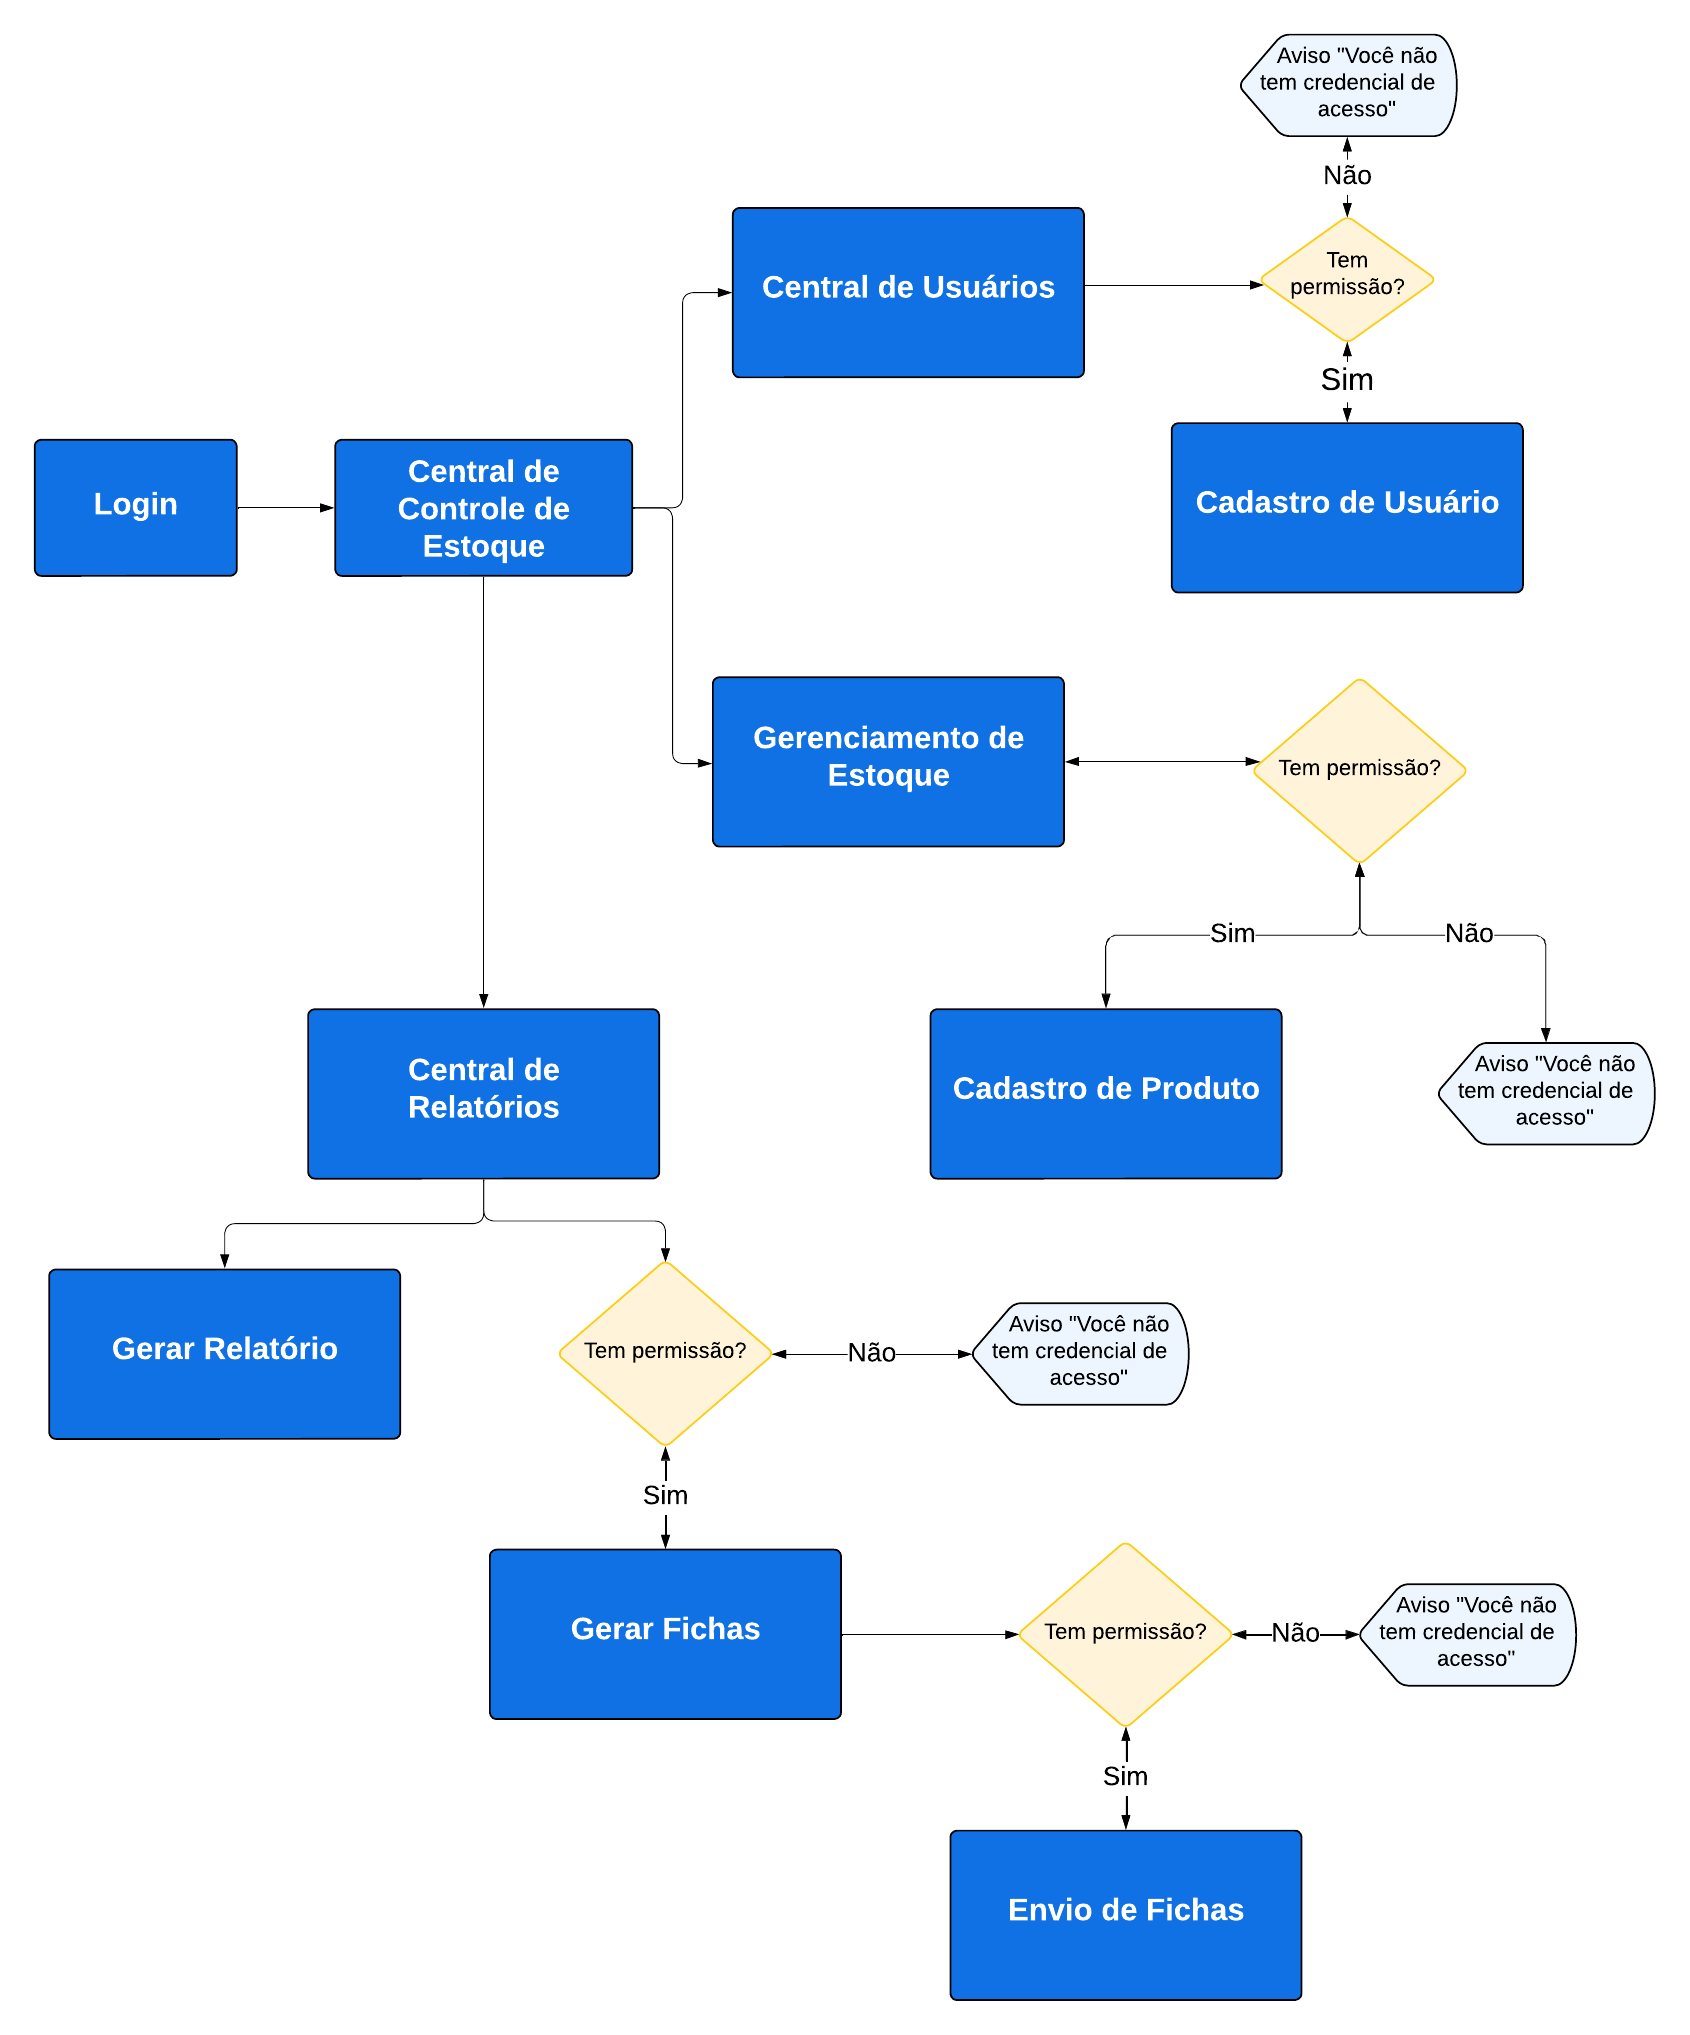 Aviso "Você não
tem credencial de
acesso"
Não
Tem
permissão?
Central de Usuários
Sim
Cadastro de Usuário
Login
Central de
Controle de
Estoque
Gerenciamento de
Estoque
Tem permissão?
Sim
Não
Cadastro de Produto
Aviso "Você não
tem credencial de
acesso"
Central de
Relatórios
Gerar Relatório
Tem permissão?
Não
Aviso "Você não
tem credencial de
acesso"
Sim
Gerar Fichas
Tem permissão?
Não
Aviso "Você não
tem credencial de
acesso"
Sim
Envio de Fichas